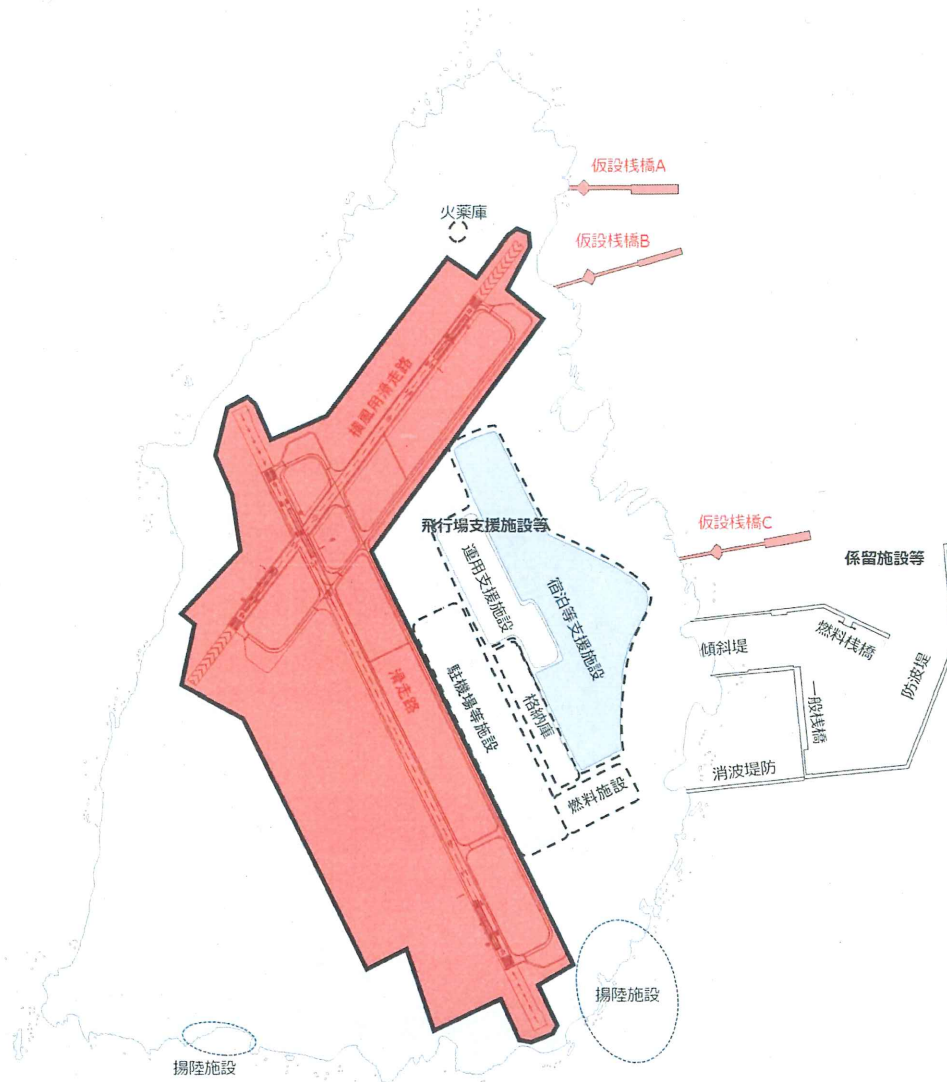 仮設桟橋A
火薬庫
仮設桟橋B
横風用滑走路
飛行場支援施設等
仮設桟橋C
係留施設等
運用支援施設
宿泊等支援施設
燃料桟橋
傾斜堤
防波堤
滑走路
駐機場等施設
格納庫
一般桟橋
消波堤防
燃料施設
揚陸施設
揚陸施設